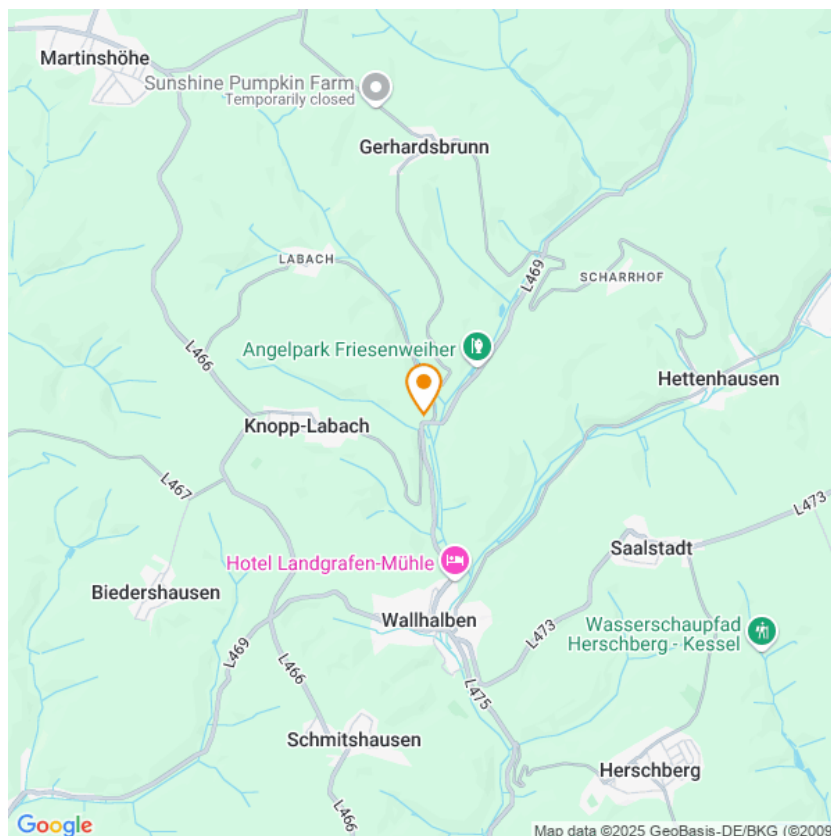 Martinshöhe
Sunshine Pumpkin Farm
Temporarily closed
Gerhardsbrunn
LABACH
L469
SCHARRHOF
Angelpark Friesenweiher
L466
Hettenhausen
Knopp-Labach
L467
L473
Saalstadt
Hotel Landgrafen-Mühle
Biedershausen
Wallhalben
Wasserschaupfad
Herschberg - Kessel
L473
L469
L466
L475
Schmitshausen
Herschberg
Google
Map data ©2025 GeoBasis-DE/BKG (©2009